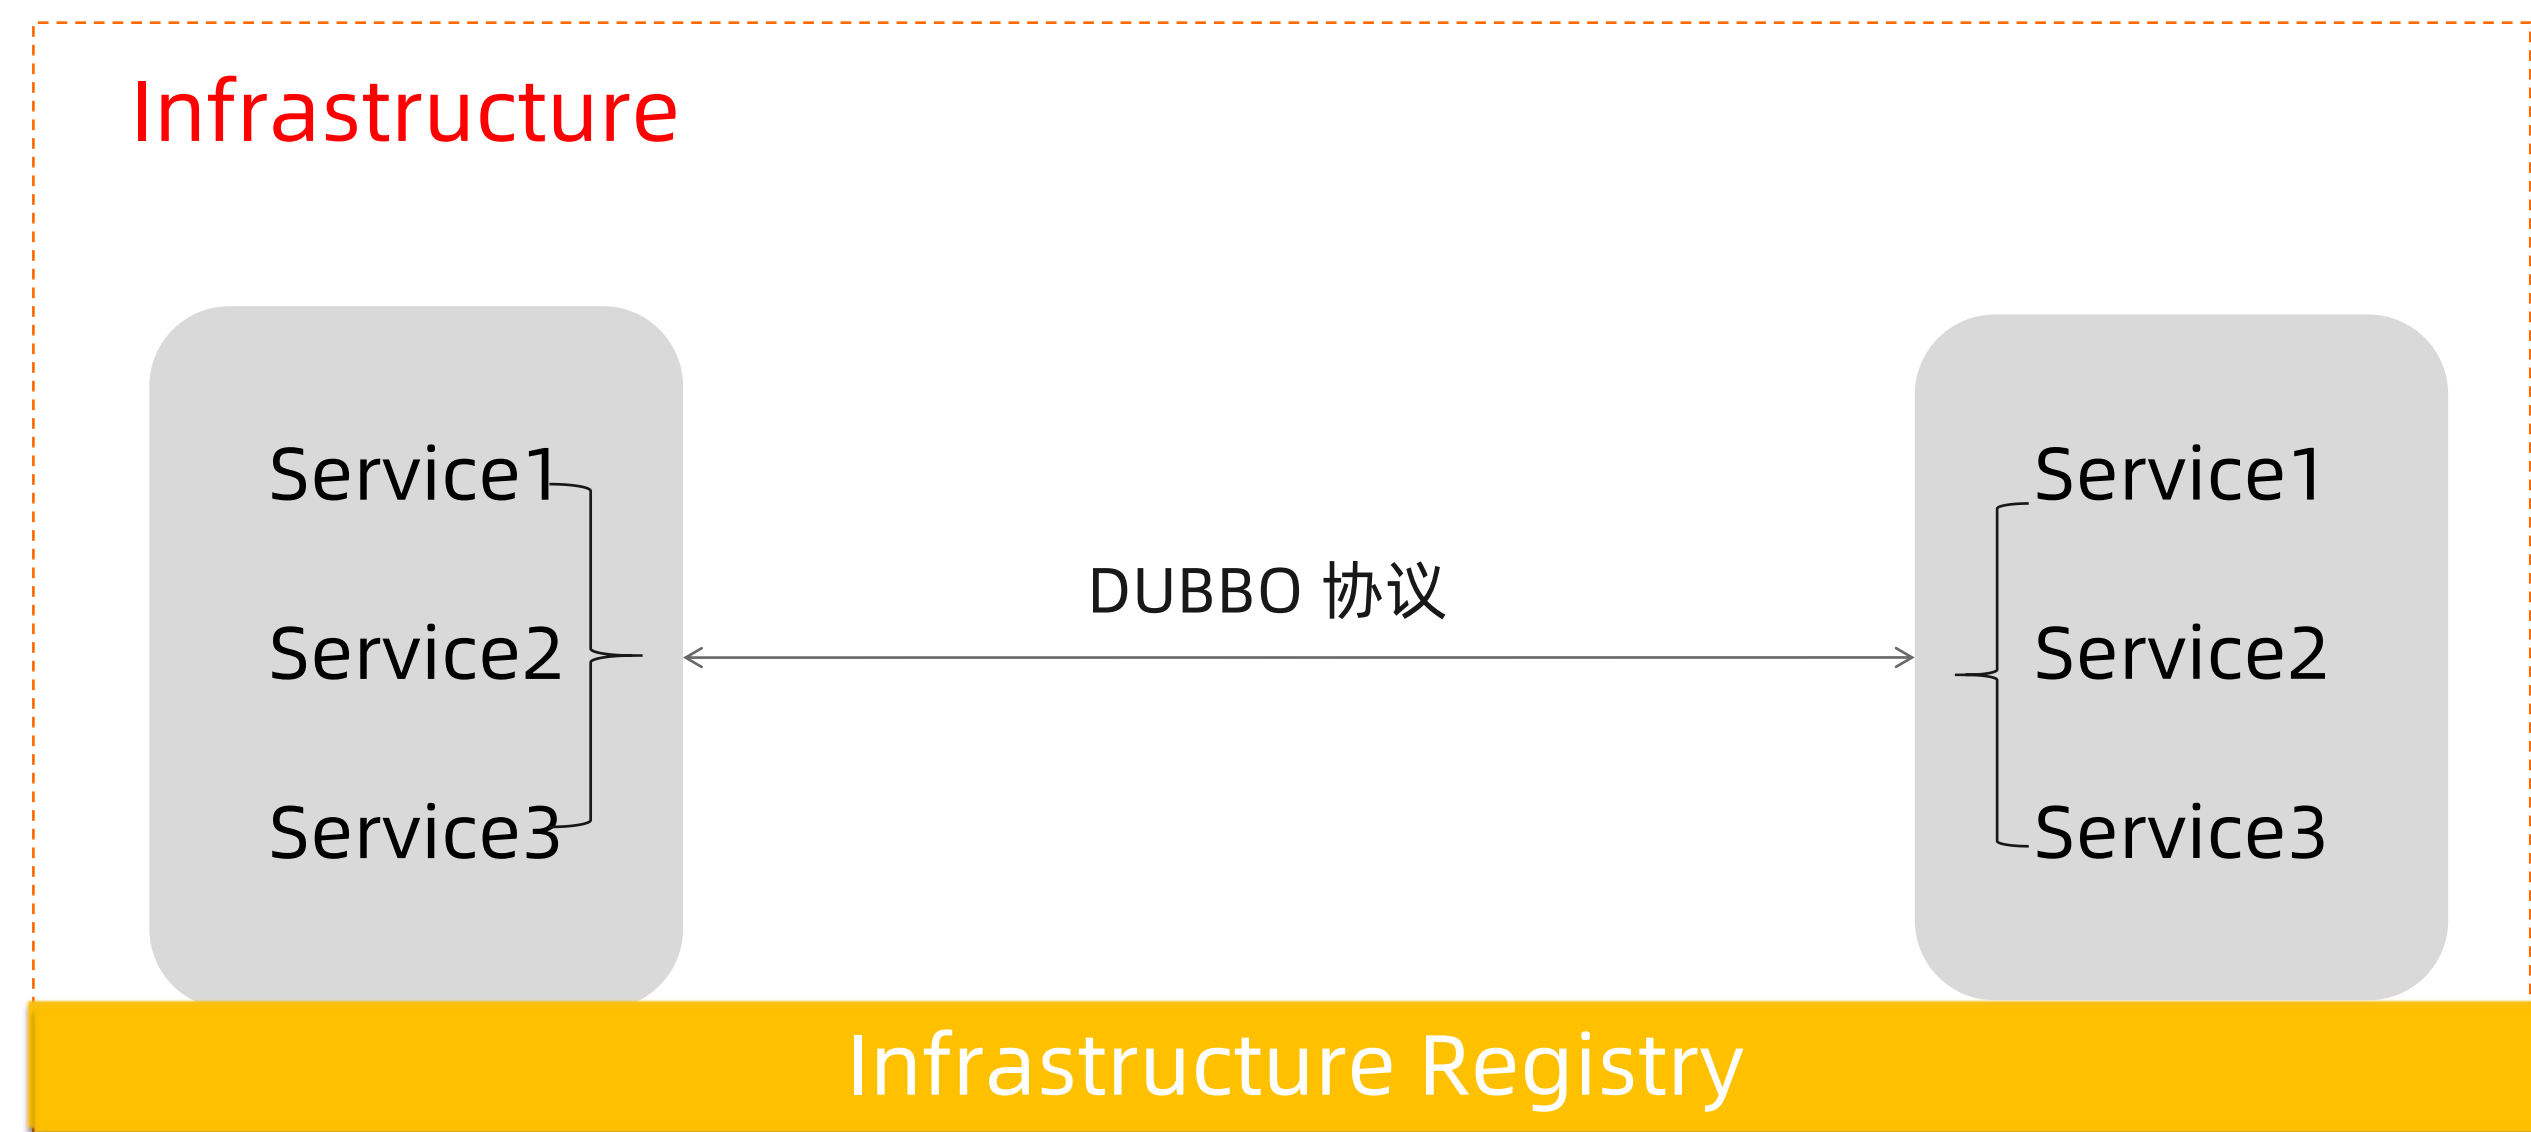 Infrastructure
Service1
Service2
Service3
DUBBO 协议
Service1
Service2
Service3
Infrastructure Registry